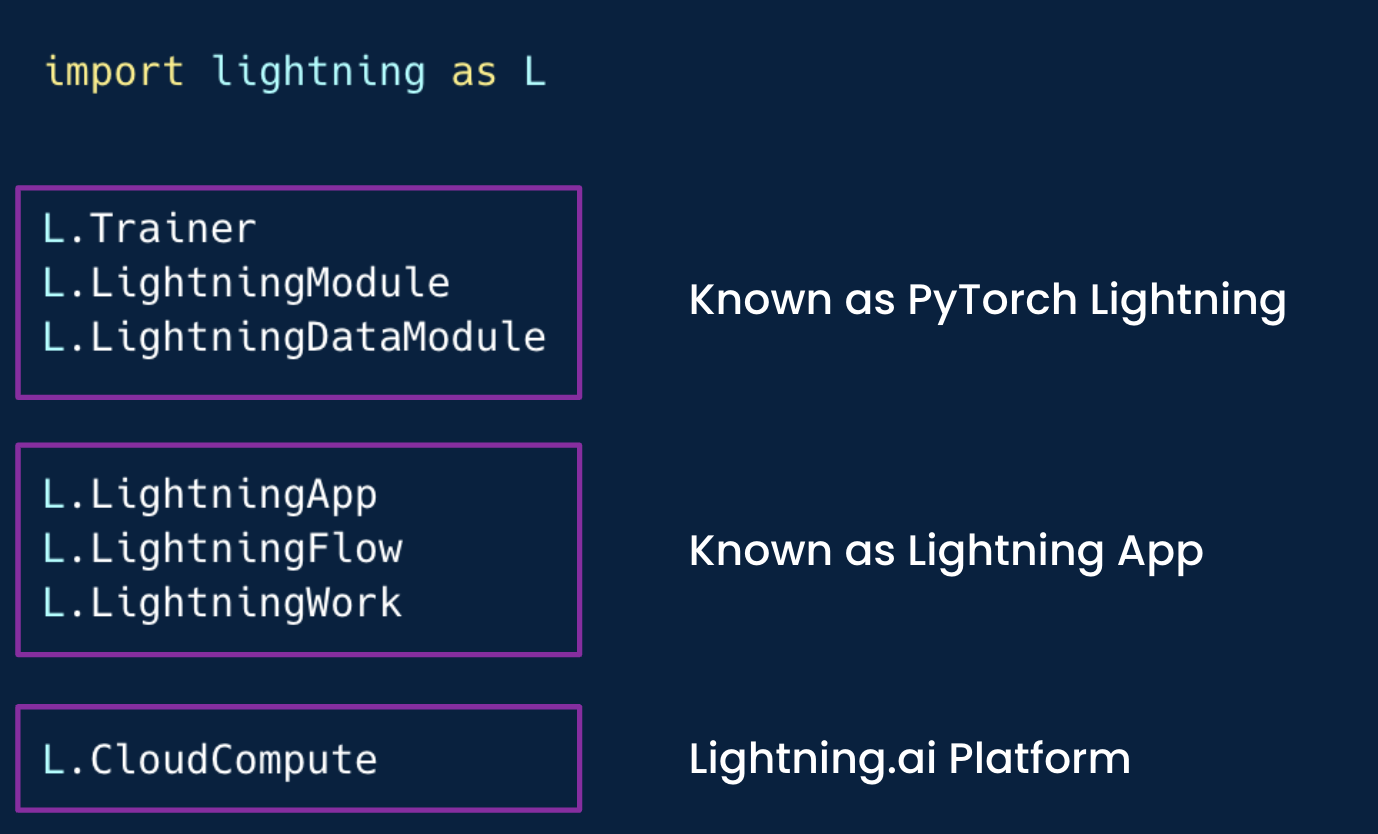 import lightning as L
L.Trainer
L.LightningModule
L.LightningDataModule
Known as PyTorch Lightning
L.LightningApp
L.LightningFlow
L.LightningWork
Known as Lightning App
L.CloudCompute
Lightning.ai Platform